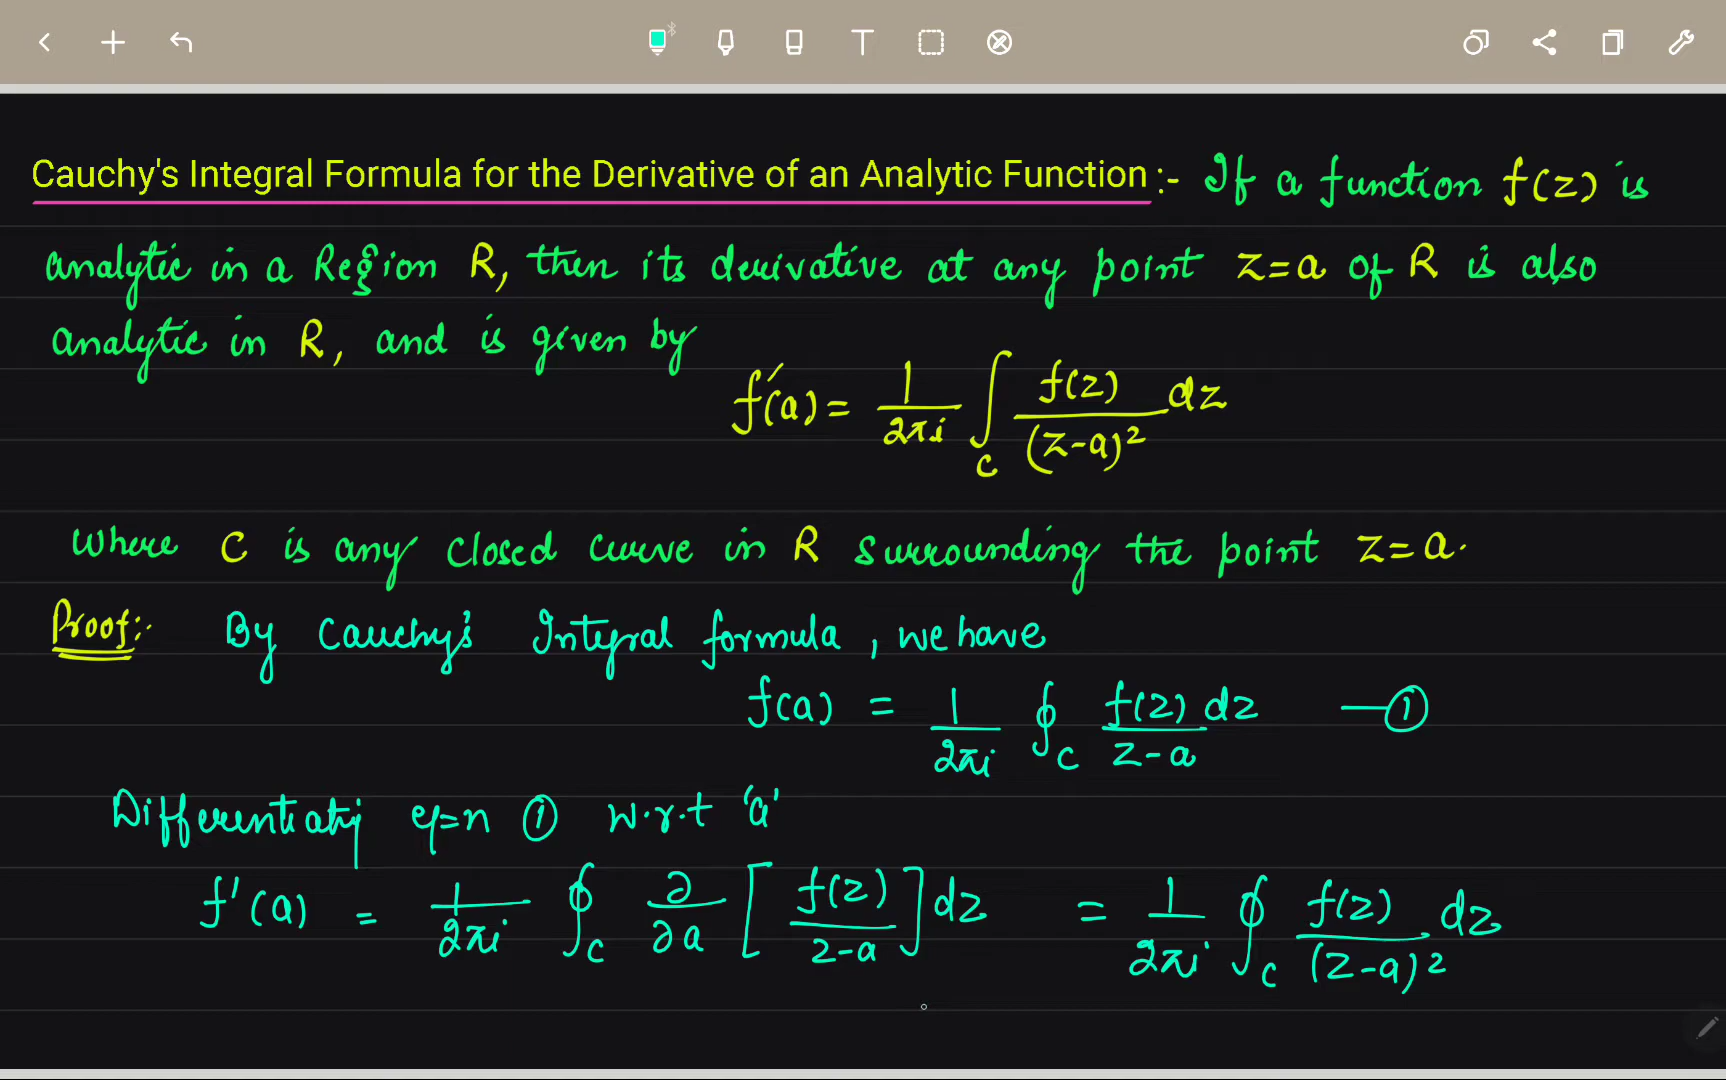 Cauchy's Integral Formula for the Derivative of an Analytic Function :- If a function f(z) is
analytic in a Region R, then its derivative at any point z=a of R is also
analytic in R, and is given by
f'(a) = 1/2πi ∫_C f(z)/(z-a)² dz
Where C is any closed curve in R surrounding the point z=a.
Proof:- By Cauchy's Integral formula, we have
f(a) = 1/2πi ∮_C f(z)dz/z-a —①
Differentiatig eq=n ① w.r.t 'a'
f'(a) = 1/2πi ∮_C ∂/∂a [f(z)/z-a] dz = 1/2πi ∮_C f(z)/(z-a)² dz